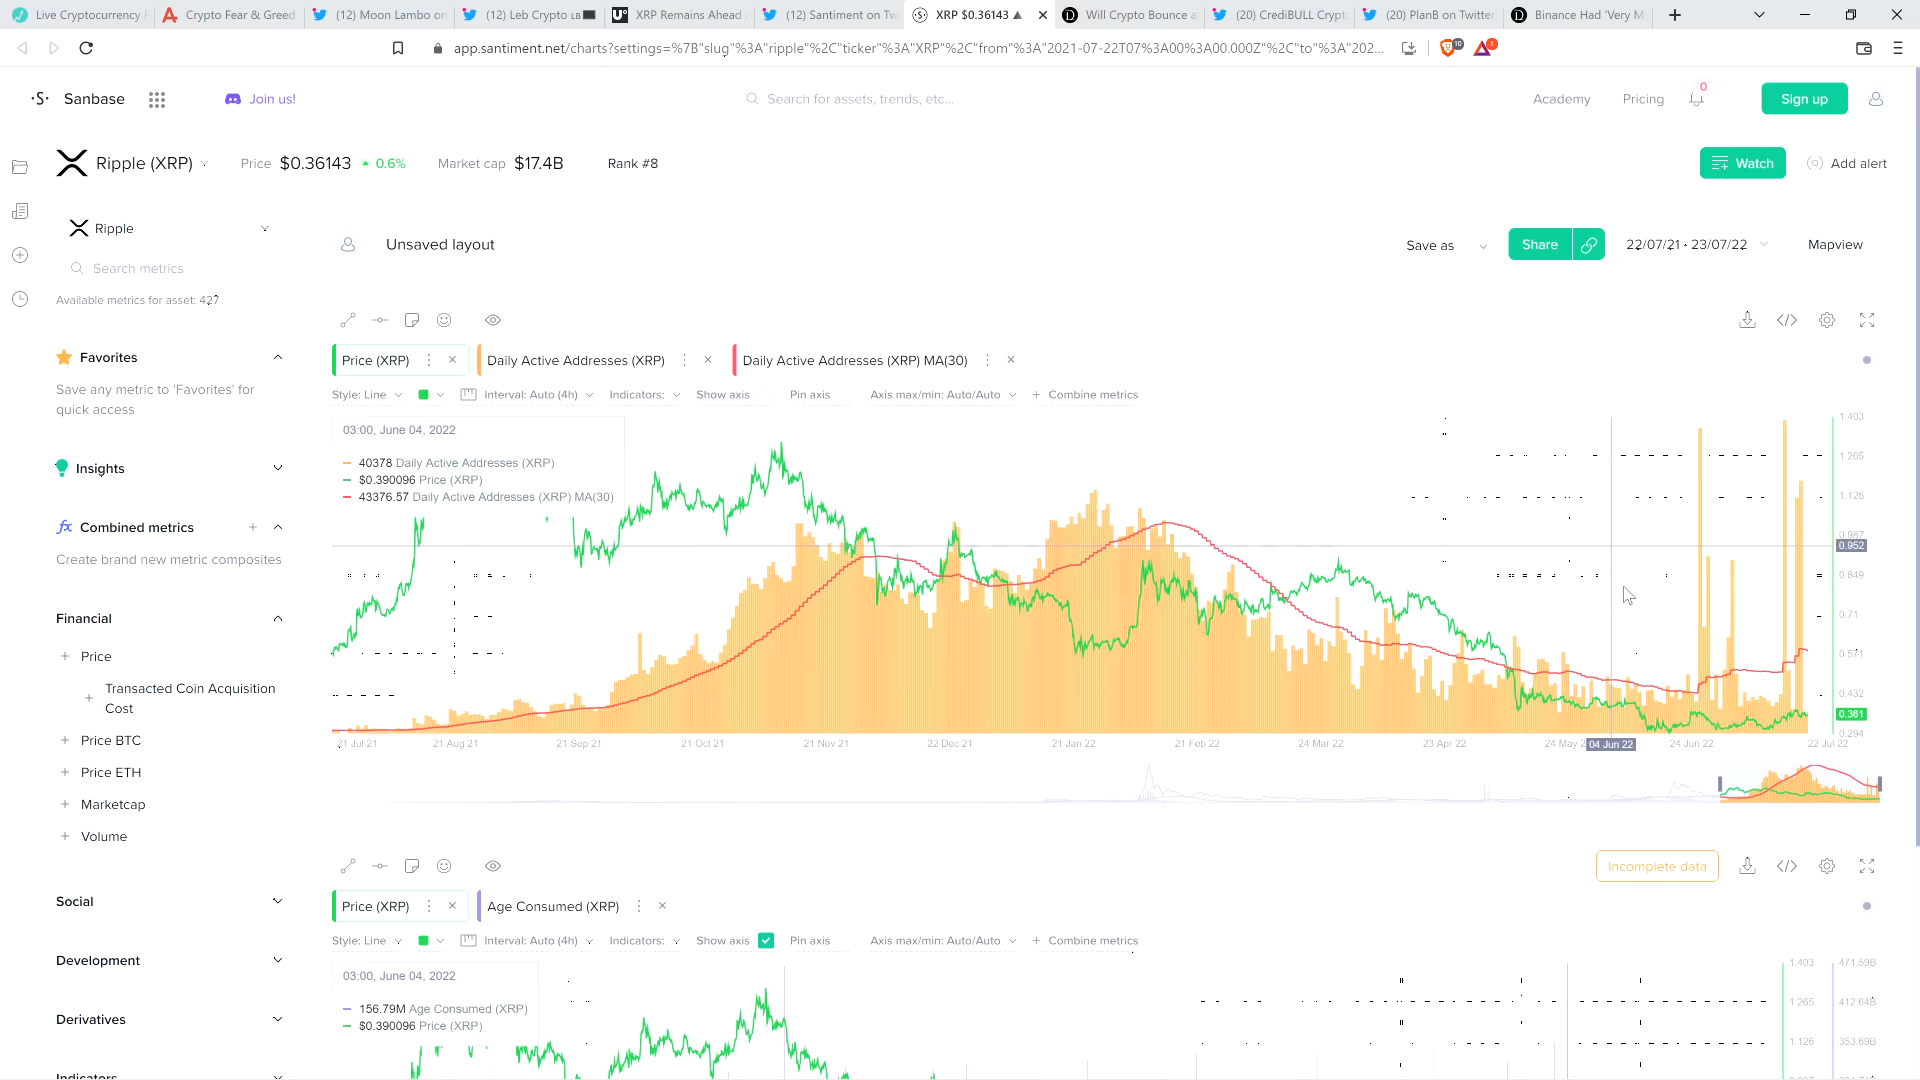 Live Cryptocurrency P
Crypto Fear & Greed
(12) Moon Lambo on
(12) Leb Crypto
XRP Remains Ahead
(12) Santiment on Tw
XRP $0.36143
Will Crypto Bounce a
(20) CrediBULL Crypt
(20) PlanB on Twitter
Binance Had 'Very M
app.santiment.net/charts?settings=%7B"slug"%3A"ripple"%2C"ticker"%3A"XRP"%2C"from"%3A"2021-07-22T07%3A00%3A00.000Z"%2C"to"%3A"202...
10
1
·S· Sanbase
Join us!
Search for assets, trends, etc...
Academy
Pricing
0
Sign up
Ripple (XRP)
Price $0.36143 0.6%
Market cap $17.4B
Rank #8
Watch
Add alert
Ripple
Search metrics
Available metrics for asset: 427
Unsaved layout
Save as
Share
22/07/21 - 23/07/22
Mapview
Favorites
Save any metric to 'Favorites' for
quick access
Insights
fx Combined metrics +
Create brand new metric composites
Financial
+ Price
+ Transacted Coin Acquisition
Cost
+ Price BTC
+ Price ETH
+ Marketcap
+ Volume
Social
Development
Derivatives
Indicators
Price (XRP)
Daily Active Addresses (XRP)
Daily Active Addresses (XRP) MA(30)
Style: Line
Interval: Auto (4h)
Indicators:
Show axis
Pin axis
Axis max/min: Auto/Auto
+ Combine metrics
03:00, June 04, 2022
40378 Daily Active Addresses (XRP)
$0.390096 Price (XRP)
43376.57 Daily Active Addresses (XRP) MA(30)
1.403
1.265
1.126
0.987
0.952
0.849
0.71
0.571
0.432
0.361
0.294
21 Jul 21
21 Aug 21
21 Sep 21
21 Oct 21
21 Nov 21
22 Dec 21
21 Jan 22
21 Feb 22
24 Mar 22
23 Apr 22
24 May 2
04 Jun 22
24 Jun 22
22 Jul 22
Incomplete data
Price (XRP)
Age Consumed (XRP)
Style: Line
Interval: Auto (4h)
Indicators:
Show axis
Pin axis
Axis max/min: Auto/Auto
+ Combine metrics
03:00, June 04, 2022
156.79M Age Consumed (XRP)
$0.390096 Price (XRP)
1.403 471.59B
1.265 412.64B
1.126 353.69B